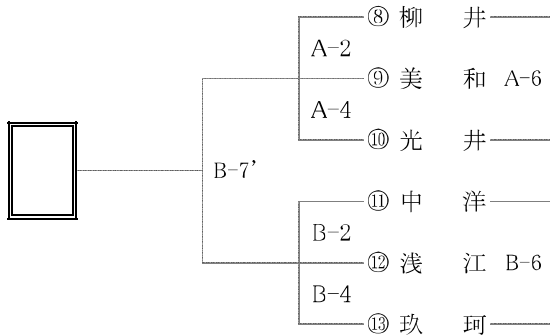 ⑧ 柳 井
A-2
⑨ 美 和 A-6
A-4
⑩ 光 井
B-7’
⑪ 中 洋
B-2
⑫ 浅 江 B-6
B-4
⑬ 玖 珂